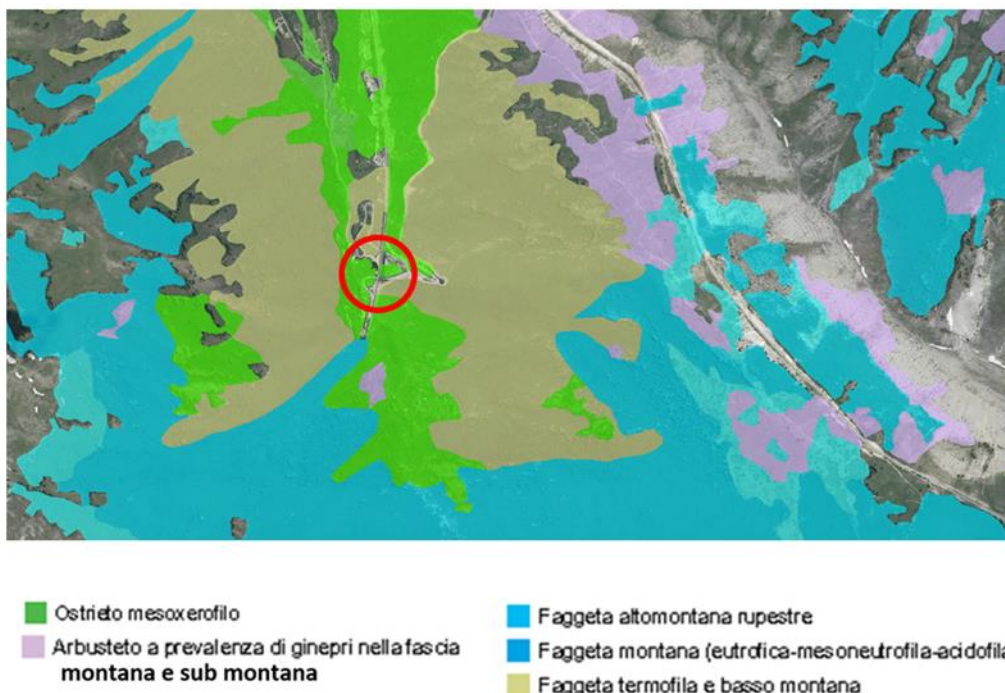 Ostrieto mesoxerofilo
Arbusteto a prevalenza di ginepri nella fascia
montana e sub montana
Faggeta altomontana rupestre
Faggeta montana (eutrofica-mesoneutrofila-acidofila
Faggeta termofila e basso montana